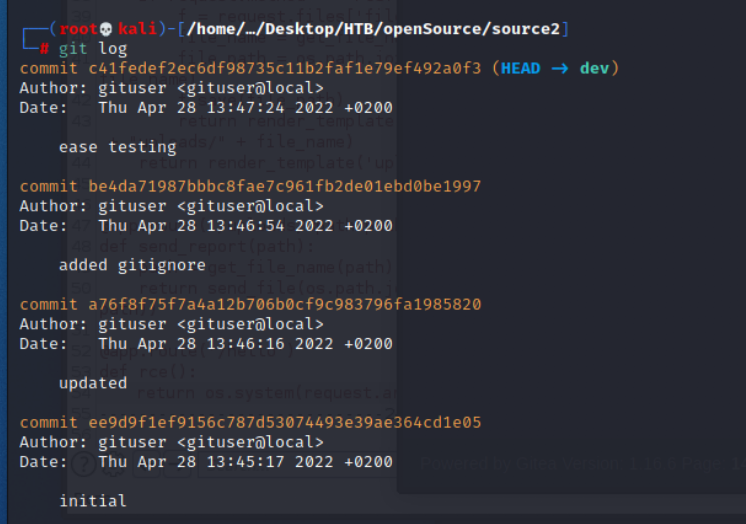 (root💀kali)-[/home/…/Desktop/HTB/openSource/source2]
# git log
commit c41fedef2ec6df98735c11b2faf1e79ef492a0f3 (HEAD → dev)
Author: gituser <gituser@local>
Date:   Thu Apr 28 13:47:24 2022 +0200
ease testing
commit be4da71987bbbc8fae7c961fb2de01ebd0be1997
Author: gituser <gituser@local>
Date:   Thu Apr 28 13:46:54 2022 +0200
added gitignore
commit a76f8f75f7a4a12b706b0cf9c983796fa1985820
Author: gituser <gituser@local>
Date:   Thu Apr 28 13:46:16 2022 +0200
updated
commit ee9d9f1ef9156c787d53074493e39ae364cd1e05
Author: gituser <gituser@local>
Date:   Thu Apr 28 13:45:17 2022 +0200
initial